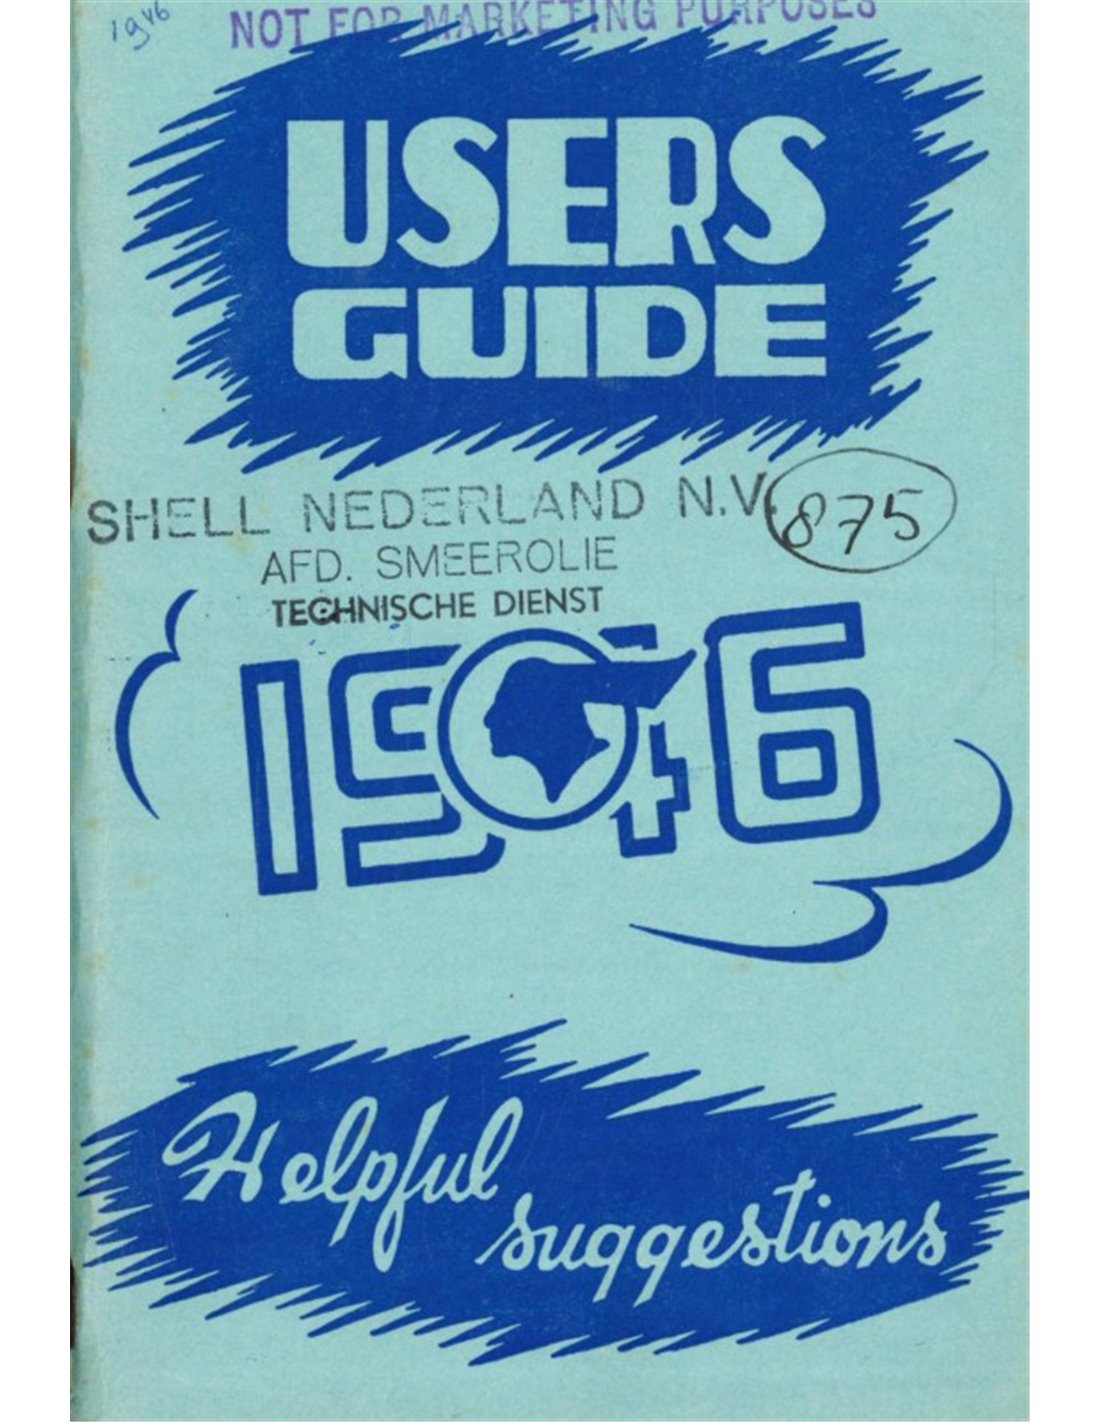 1946
NOT FOR MARKETING PURPOSES
USERS
GUIDE
SHELL NEDERLAND N.V. 875
AFD. SMEEROLIE
TECHNISCHE DIENST
1946
Helpful
suggestions